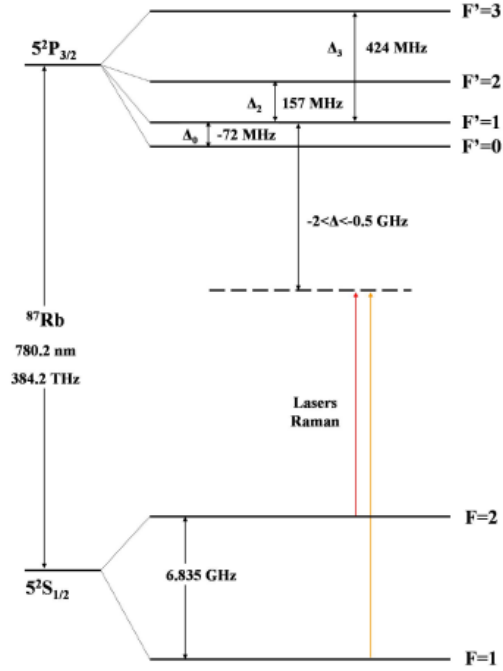 F'=3
5²P₃/₂
Δ₃ 424 MHz
F'=2
Δ₂ 157 MHz
F'=1
Δ₀ -72 MHz
F'=0
-2<Δ<-0.5 GHz
⁸⁷Rb
780.2 nm
384.2 THz
Lasers
Raman
F=2
6.835 GHz
5²S₁/₂
F=1